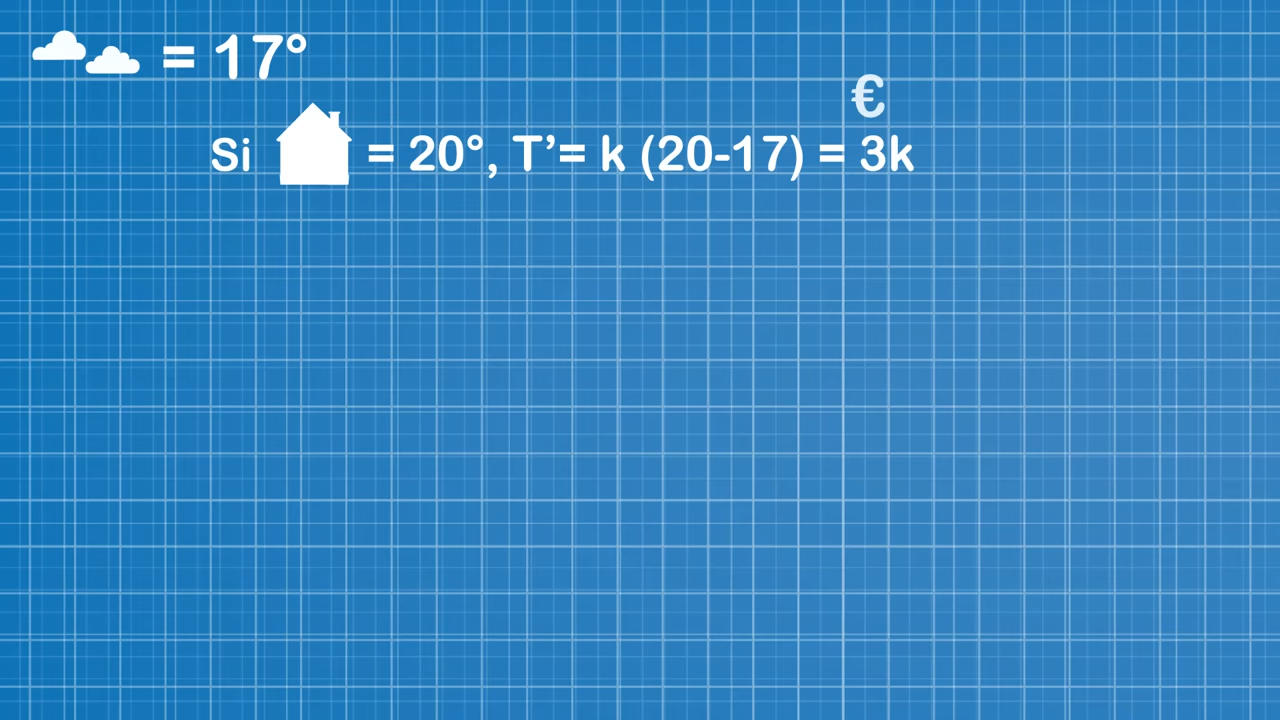 = 17°
€
Si = 20°, T’= k (20-17) = 3k